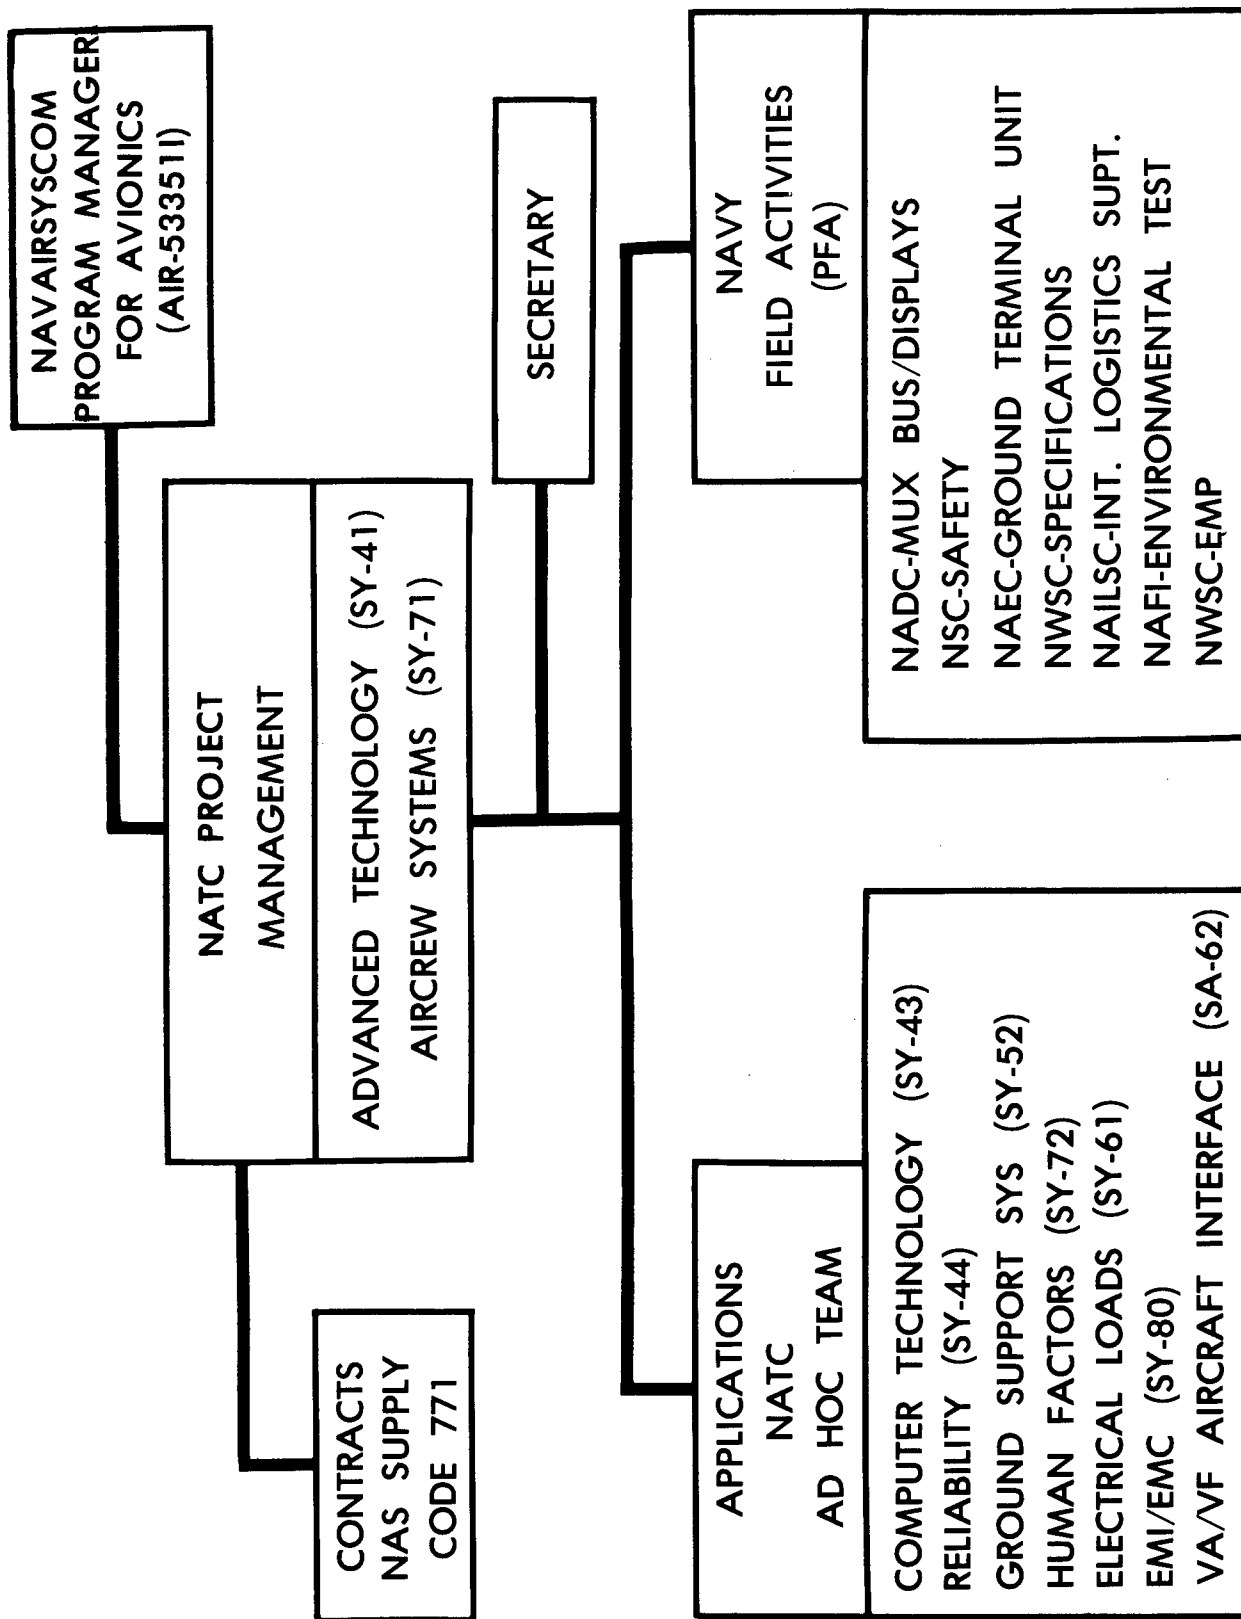 NAVAIRSYSCOM
PROGRAM MANAGER
FOR AVIONICS
(AIR-53351I)
NATC PROJECT
MANAGEMENT
ADVANCED TECHNOLOGY (SY-41)
AIRCREW SYSTEMS (SY-71)
CONTRACTS
NAS SUPPLY
CODE 771
SECRETARY
APPLICATIONS
NATC
AD HOC TEAM
COMPUTER TECHNOLOGY (SY-43)
RELIABILITY (SY-44)
GROUND SUPPORT SYS (SY-52)
HUMAN FACTORS (SY-72)
ELECTRICAL LOADS (SY-61)
EMI/EMC (SY-80)
VA/VF AIRCRAFT INTERFACE (SA-62)
NAVY
FIELD ACTIVITIES
(PFA)
NADC-MUX BUS/DISPLAYS
NSC-SAFETY
NAEC-GROUND TERMINAL UNIT
NWSC-SPECIFICATIONS
NAILSC-INT. LOGISTICS SUPT.
NAFI-ENVIRONMENTAL TEST
NWSC-EMP